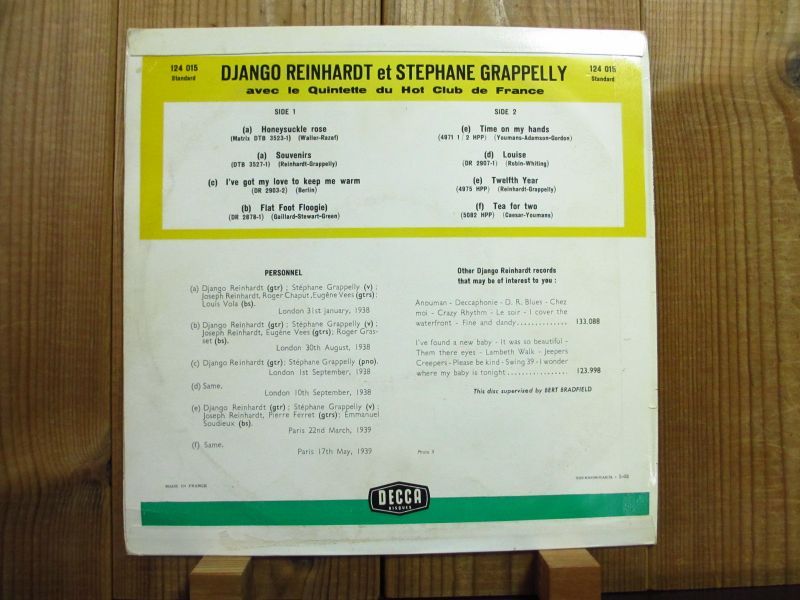 124 015
Standard
DJANGO REINHARDT et STEPHANE GRAPPELLY
avec le Quintette du Hot Club de France
124 015
Standard
SIDE 1
(a) Honeysuckle rose
(Matrix DTB 3523-1) (Waller-Razaf)
(a) Souvenirs
(DTB 3527-1) (Reinhardt-Grappelly)
(c) I've got my love to keep me warm
(DR 2903-2) (Berlin)
(b) Flat Foot Floogie)
(DR 2878-1) (Gaillard-Stewart-Green)
SIDE 2
(e) Time on my hands
(4971 1 2 HPP) (Youmans-Adamson-Gordon)
(d) Louise
(DR 2907-1) (Robin-Whiting)
(e) Twelfth Year
(4975 HPP) (Reinhardt-Grappelly)
(f) Tea for two
(5082 HPP) (Caesar-Youmans)
PERSONNEL
(a) Django Reinhardt (gtr) ; Stéphane Grappelly (v) ;
Joseph Reinhardt, Roger Chaput, Eugène Vees (gtrs) ;
Louis Vola (bs).
London 31st january, 1938
(b) Django Reinhardt (gtr) ; Stéphane Grappelly (v) ;
Joseph Reinhardt, Eugène Vees (gtrs) ; Roger Gras-
set (bs).
London 30th August, 1938
(c) Django Reinhardt (gtr) ; Stéphane Grappelly (pno).
London 1st September, 1938
(d) Same.
London 10th September, 1938
(e) Django Reinhardt (gtr) ; Stéphane Grappelly (v) ;
Joseph Reinhardt, Pierre Ferret (gtrs) ; Emmanuel
Soudieux (bs).
Paris 22nd March, 1939
(f) Same.
Paris 17th May, 1939
Other Django Reinhardt records
that may be of interest to you :
Anouman - Deccaphonie - D. R. Blues - Chez
moi - Crazy Rhythm - Le soir - I cover the
waterfront - Fine and dandy.............. 133.088
I've found a new baby - It was so beautiful -
Them there eyes - Lambeth Walk - Jeepers
Creepers - Please be kind - Swing 39 - I wonder
where my baby is tonight ................. 123.998
This disc supervised by BERT BRADFIELD
MADE IN FRANCE
DECCA
DISQUES